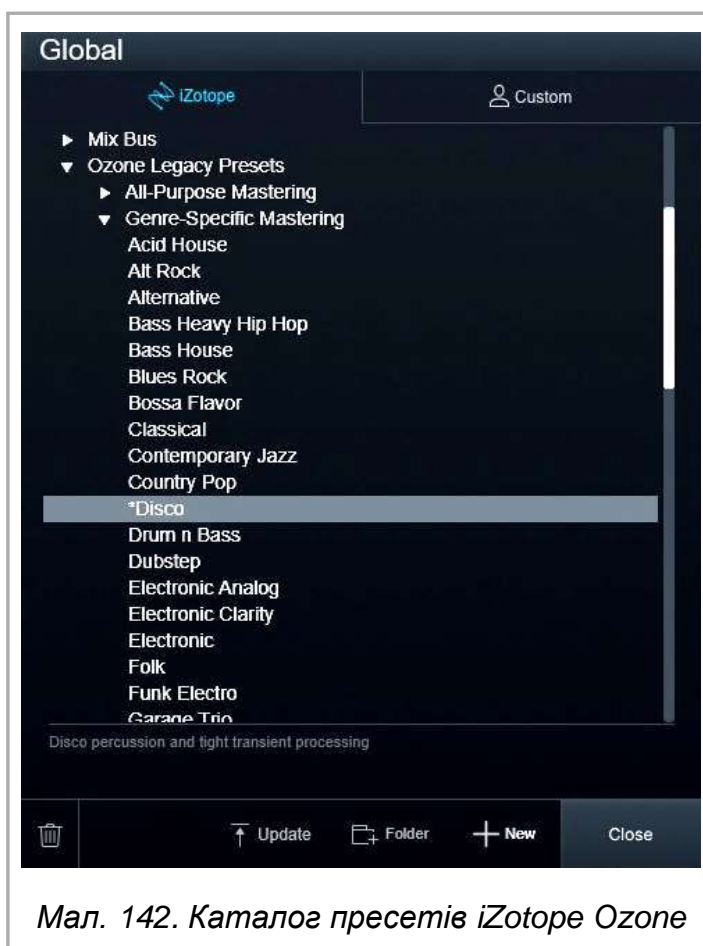 Global
iZotope Custom
Mix Bus
Ozone Legacy Presets
All-Purpose Mastering
Genre-Specific Mastering
Acid House
Alt Rock
Alternative
Bass Heavy Hip Hop
Bass House
Blues Rock
Bossa Flavor
Classical
Contemporary Jazz
Country Pop
*Disco
Drum n Bass
Dubstep
Electronic Analog
Electronic Clarity
Electronic
Folk
Funk Electro
Garage Trio
Disco percussion and tight transient processing
Update Folder New Close
Мал. 142. Каталог пресетів iZotope Ozone